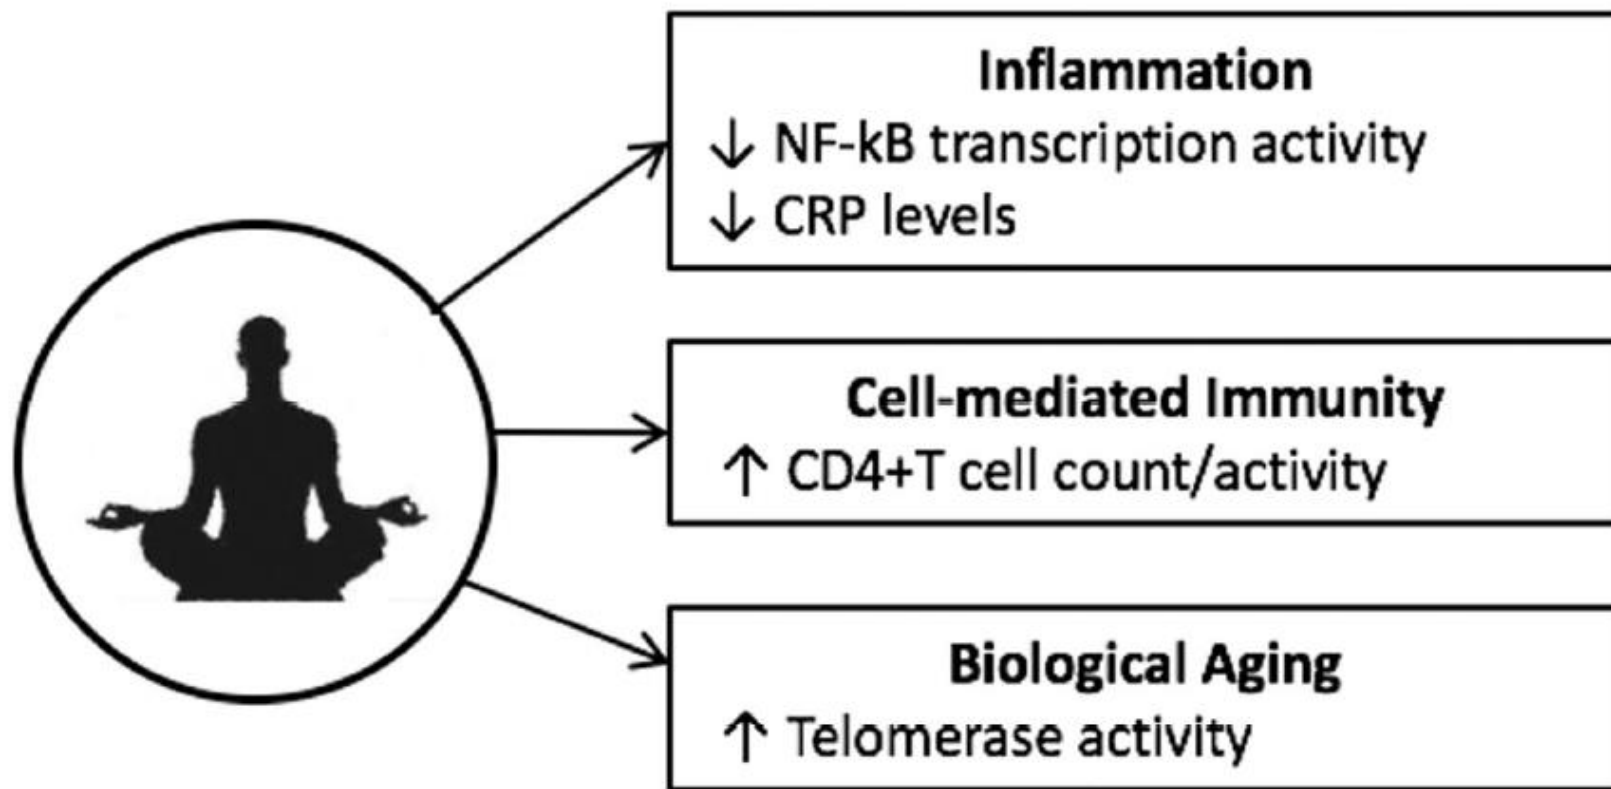 Inflammation
↓ NF-kB transcription activity
↓ CRP levels
Cell-mediated Immunity
↑ CD4+T cell count/activity
Biological Aging
↑ Telomerase activity